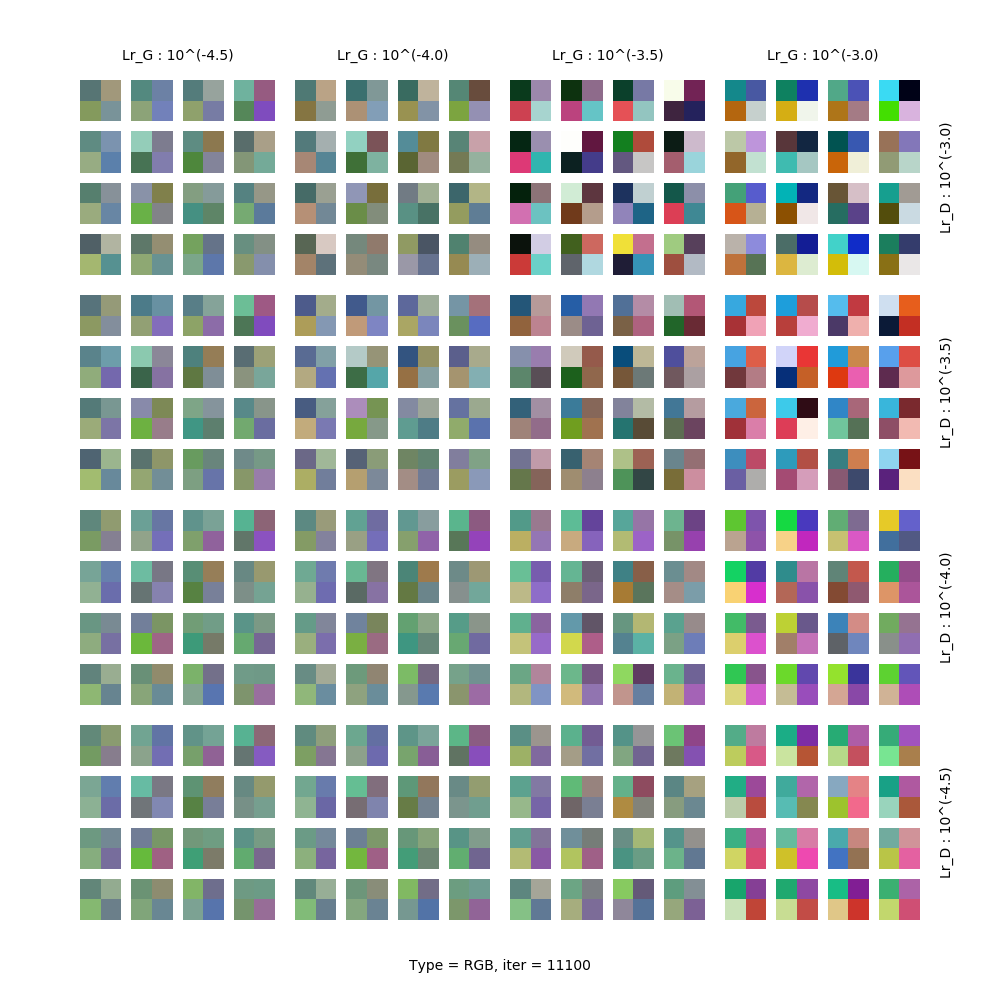 Lr_G : 10^(-4.5)
Lr_G : 10^(-4.0)
Lr_G : 10^(-3.5)
Lr_G : 10^(-3.0)
Lr_D : 10^(-3.0)
Lr_D : 10^(-3.5)
Lr_D : 10^(-4.0)
Lr_D : 10^(-4.5)
Type = RGB, iter = 11100